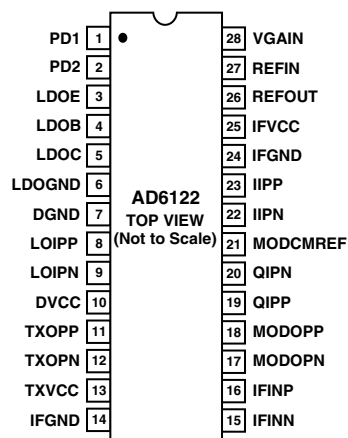 PD1 1 28 VGAIN
PD2 2 27 REFIN
LDOE 3 26 REFOUT
LDOB 4 25 IFVCC
LDOC 5 24 IFGND
LDOGND 6 23 IIPP
DGND 7 22 IIPN
LOIPP 8 21 MODCMREF
LOIPN 9 20 QIPN
DVCC 10 19 QIPP
TXOPP 11 18 MODOPP
TXOPN 12 17 MODOPN
TXVCC 13 16 IFINP
IFGND 14 15 IFINN
AD6122
TOP VIEW
(Not to Scale)